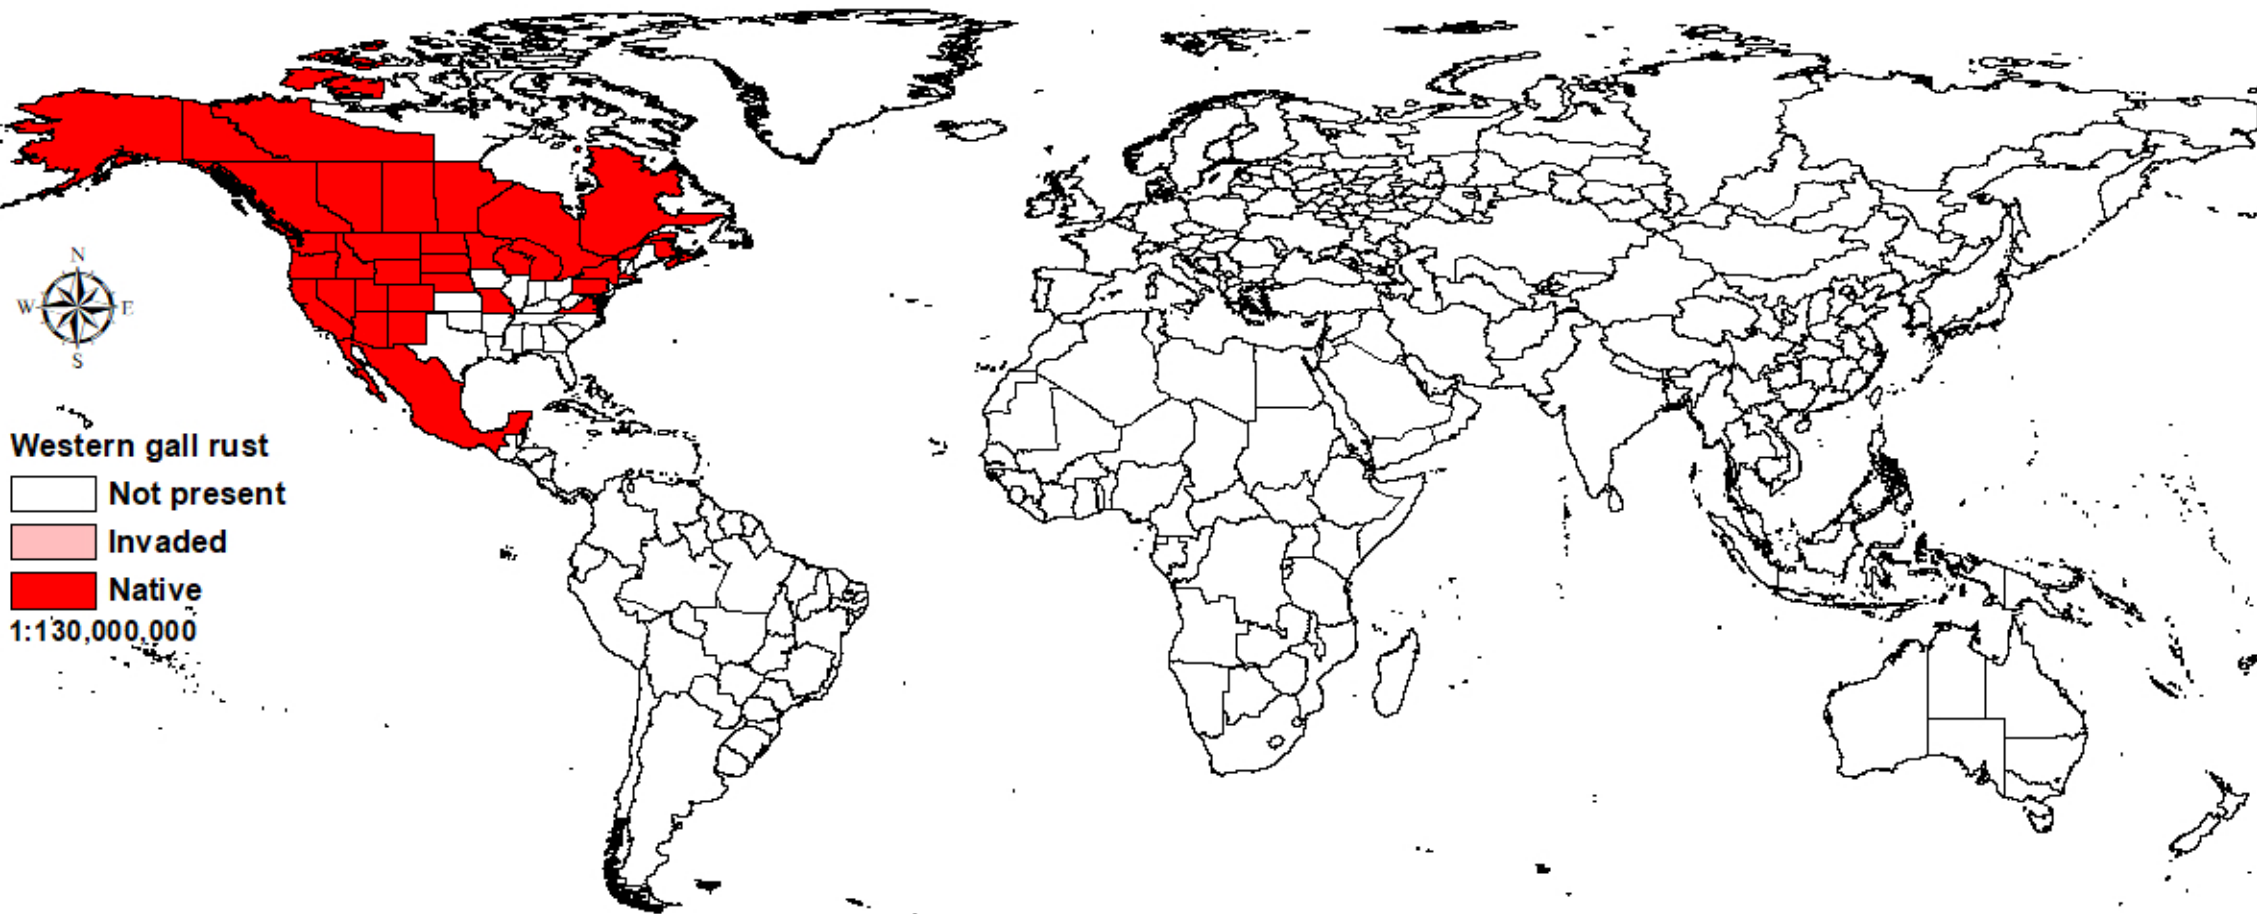 N
W E
S
Western gall rust
Not present
Invaded
Native
1:130,000,000